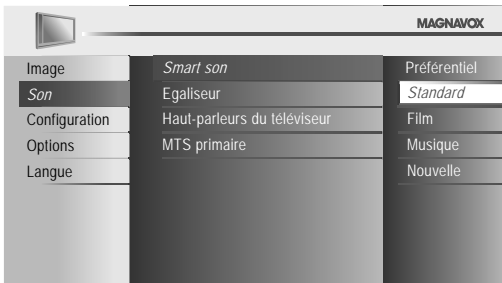 MAGNAVOX
Image
Son
Configuration
Options
Langue
Smart son
Egaliseur
Haut-parleurs du téléviseur
MTS primaire
Préférentiel
Standard
Film
Musique
Nouvelle